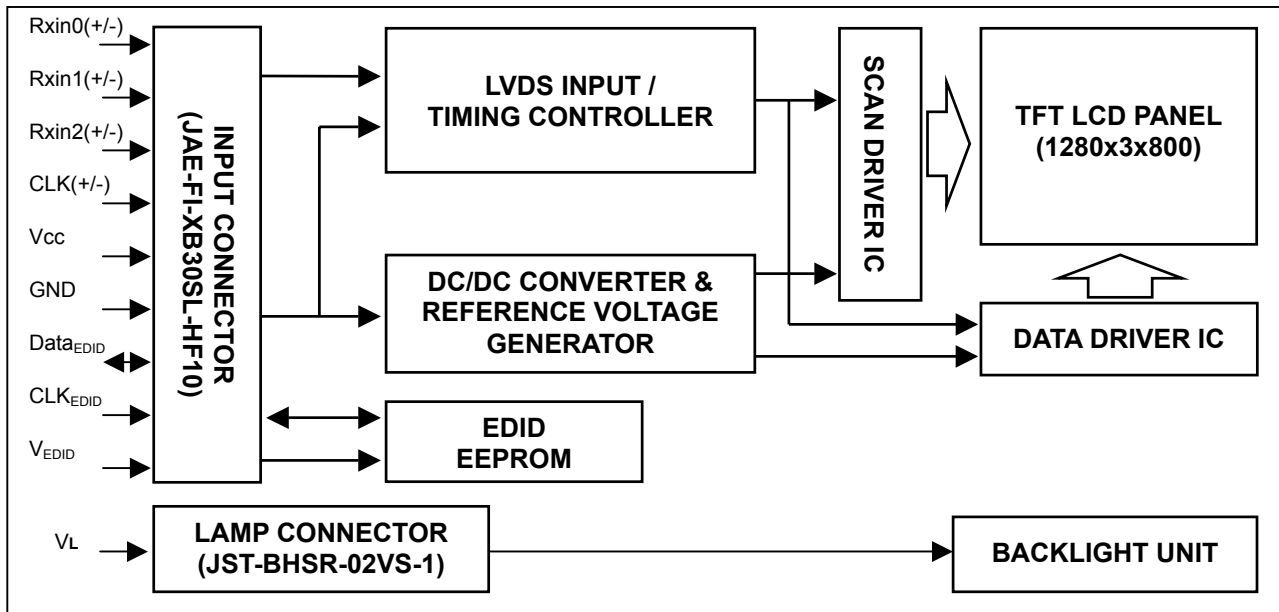 Rxin0(+/-)
Rxin1(+/-)
Rxin2(+/-)
CLK(+/-)
Vcc
GND
DataEDID
CLKEDID
VEDID
VL
INPUT CONNECTOR
(JAE-FI-XB30SL-HF10)
LVDS INPUT /
TIMING CONTROLLER
DC/DC CONVERTER &
REFERENCE VOLTAGE
GENERATOR
EDID
EEPROM
SCAN DRIVER IC
TFT LCD PANEL
(1280x3x800)
DATA DRIVER IC
LAMP CONNECTOR
(JST-BHSR-02VS-1)
BACKLIGHT UNIT